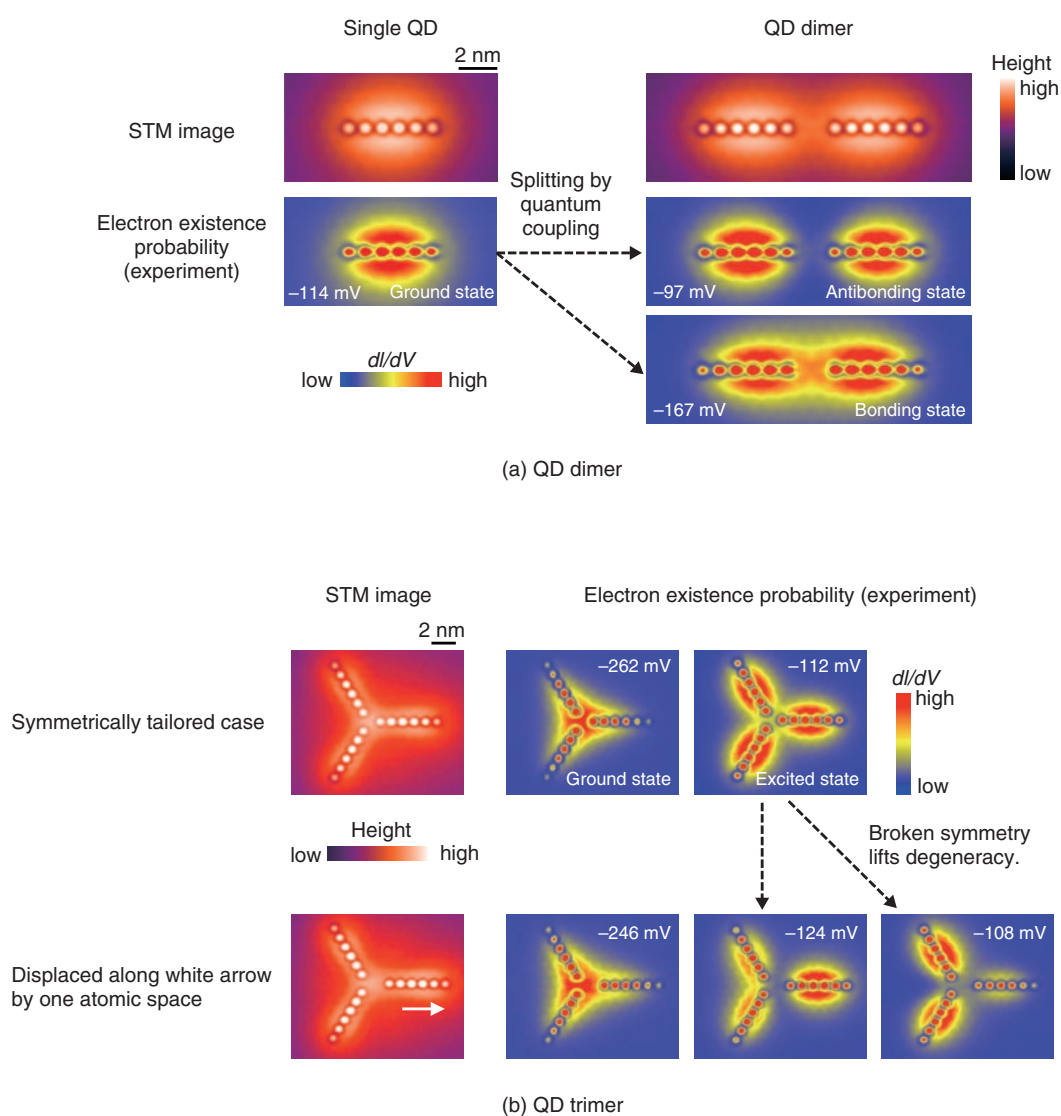 Single QD
QD dimer
2 nm
Height
high
low
STM image
Splitting by
quantum
coupling
Electron existence
probability
(experiment)
–114 mV
Ground state
–97 mV
Antibonding state
dI/dV
low
high
–167 mV
Bonding state
(a) QD dimer
STM image
Electron existence probability (experiment)
2 nm
Symmetrically tailored case
–262 mV
Ground state
–112 mV
Excited state
dI/dV
high
low
Height
low
high
Broken symmetry
lifts degeneracy.
Displaced along white arrow
by one atomic space
–246 mV
–124 mV
–108 mV
(b) QD trimer